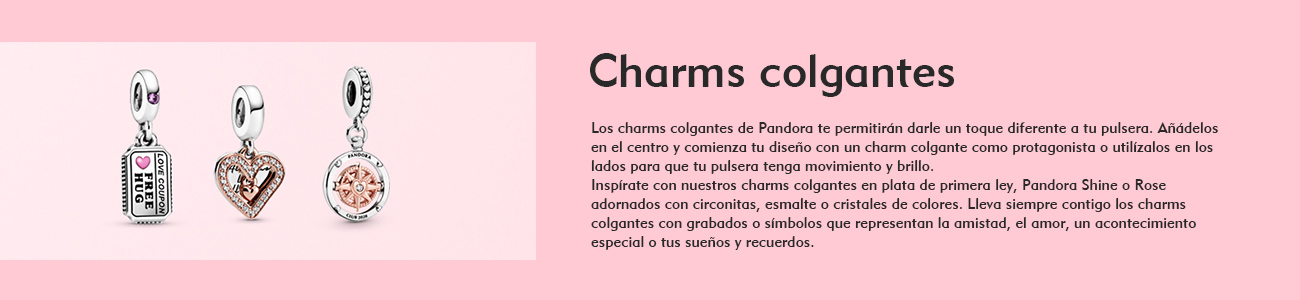 Charms colgantes
Los charms colgantes de Pandora te permitirán darle un toque diferente a tu pulsera. Añádelos
en el centro y comienza tu diseño con un charm colgante como protagonista o utilízalos en los
lados para que tu pulsera tenga movimiento y brillo.
Inspírate con nuestros charms colgantes en plata de primera ley, Pandora Shine o Rose
adornados con circonitas, esmalte o cristales de colores. Lleva siempre contigo los charms
colgantes con grabados o símbolos que representan la amistad, el amor, un acontecimiento
especial o tus sueños y recuerdos.
LOVE COUPON
FREE
HUG
PANDORA
CLUB 2020